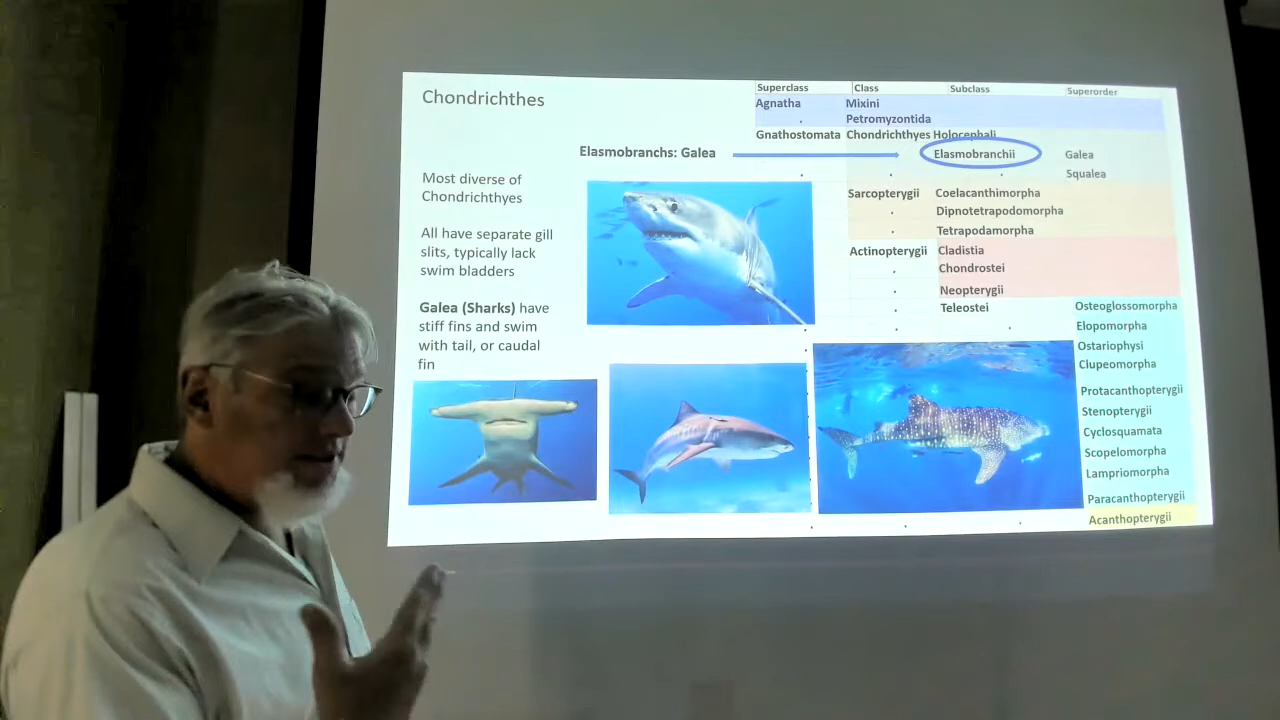 Chondrichthes
Elasmobranchs: Galea
Most diverse of
Chondrichthyes
All have separate gill
slits, typically lack
swim bladders
Galea (Sharks) have
stiff fins and swim
with tail, or caudal
fin
Superclass Class Subclass Superorder
Agnatha Mixini
Petromyzontida
Gnathostomata Chondrichthyes Holocephali
Elasmobranchii Galea
Squalea
Sarcopterygii Coelacanthimorpha
Dipnotetrapodomorpha
Tetrapodamorpha
Actinopterygii Cladistia
Chondrostei
Neopterygii
Teleostei Osteoglossomorpha
Elopomorpha
Ostariophysi
Clupeomorpha
Protacanthopterygii
Stenopterygii
Cyclosquamata
Scopelomorpha
Lampriomorpha
Paracanthopterygii
Acanthopterygii